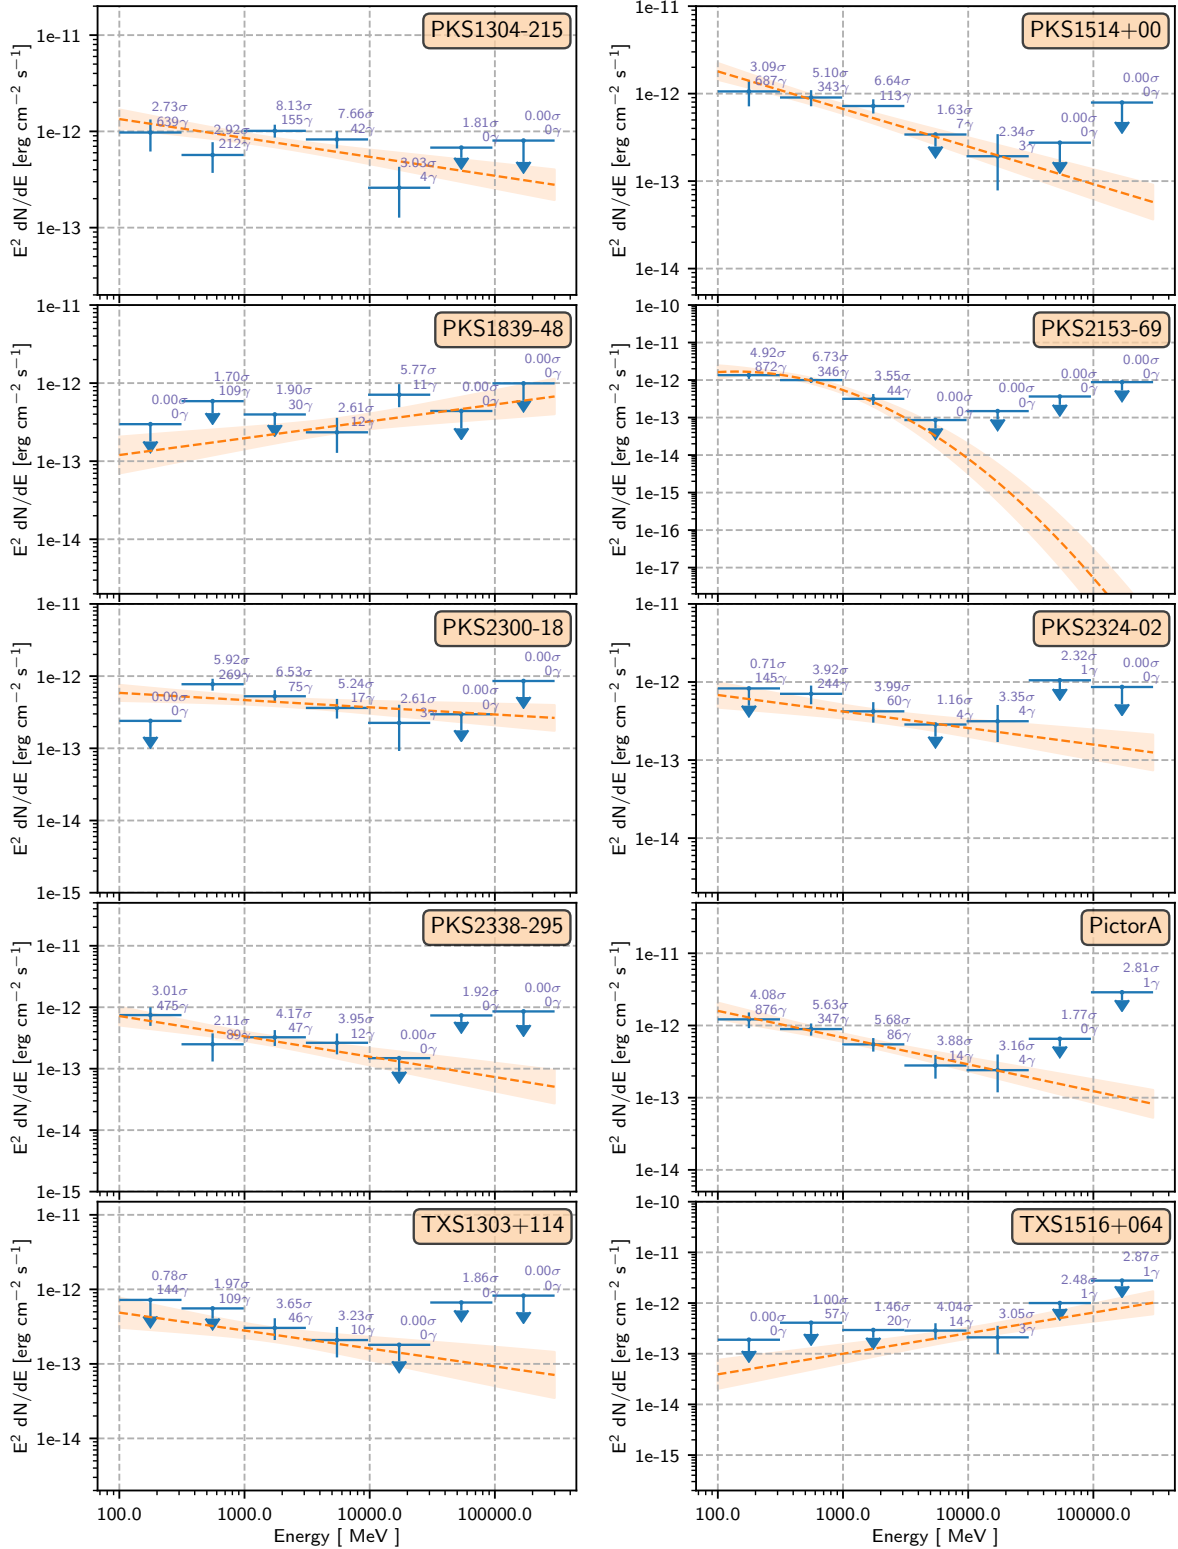 PKS1304-215
E² dN/dE [erg cm⁻² s⁻¹]
1e-11
1e-12
1e-13
2.73σ
639γ
2.92σ
212γ
8.13σ
155γ
7.66σ
42γ
3.03σ
4γ
1.81σ
0γ
0.00σ
0γ
PKS1514+00
E² dN/dE [erg cm⁻² s⁻¹]
1e-11
1e-12
1e-13
1e-14
3.09σ
687γ
5.10σ
343γ
6.64σ
113γ
1.63σ
7γ
2.34σ
3γ
0.00σ
0γ
0.00σ
0γ
PKS1839-48
E² dN/dE [erg cm⁻² s⁻¹]
1e-11
1e-12
1e-13
1e-14
0.00σ
0γ
1.70σ
109γ
1.90σ
30γ
2.61σ
12γ
5.77σ
11γ
0.00σ
0γ
0.00σ
0γ
PKS2153-69
E² dN/dE [erg cm⁻² s⁻¹]
1e-10
1e-11
1e-12
1e-13
1e-14
1e-15
1e-16
1e-17
4.92σ
872γ
6.73σ
346γ
3.55σ
44γ
0.00σ
0γ
0.00σ
0γ
0.00σ
0γ
0.00σ
0γ
PKS2300-18
E² dN/dE [erg cm⁻² s⁻¹]
1e-11
1e-12
1e-13
1e-14
1e-15
0.00σ
0γ
5.92σ
269γ
6.53σ
75γ
5.24σ
17γ
2.61σ
3γ
0.00σ
0γ
0.00σ
0γ
PKS2324-02
E² dN/dE [erg cm⁻² s⁻¹]
1e-11
1e-12
1e-13
1e-14
0.71σ
145γ
3.92σ
244γ
3.99σ
60γ
1.16σ
4γ
3.35σ
4γ
2.32σ
1γ
0.00σ
0γ
PKS2338-295
E² dN/dE [erg cm⁻² s⁻¹]
1e-11
1e-12
1e-13
1e-14
1e-15
3.01σ
475γ
2.11σ
89γ
4.17σ
47γ
3.95σ
12γ
0.00σ
0γ
1.92σ
0γ
0.00σ
0γ
PictorA
E² dN/dE [erg cm⁻² s⁻¹]
1e-11
1e-12
1e-13
1e-14
4.08σ
876γ
5.63σ
347γ
5.68σ
86γ
3.88σ
14γ
3.16σ
4γ
1.77σ
0γ
2.81σ
1γ
TXS1303+114
E² dN/dE [erg cm⁻² s⁻¹]
1e-11
1e-12
1e-13
1e-14
0.78σ
144γ
1.97σ
109γ
3.65σ
46γ
3.23σ
10γ
0.00σ
0γ
1.86σ
0γ
0.00σ
0γ
100.0 1000.0 10000.0 100000.0
Energy [ MeV]
TXS1516+064
E² dN/dE [erg cm⁻² s⁻¹]
1e-10
1e-11
1e-12
1e-13
1e-14
1e-15
0.00σ
0γ
1.00σ
57γ
1.46σ
20γ
4.04σ
14γ
3.05σ
3γ
2.48σ
1γ
2.87σ
1γ
100.0 1000.0 10000.0 100000.0
Energy [ MeV]